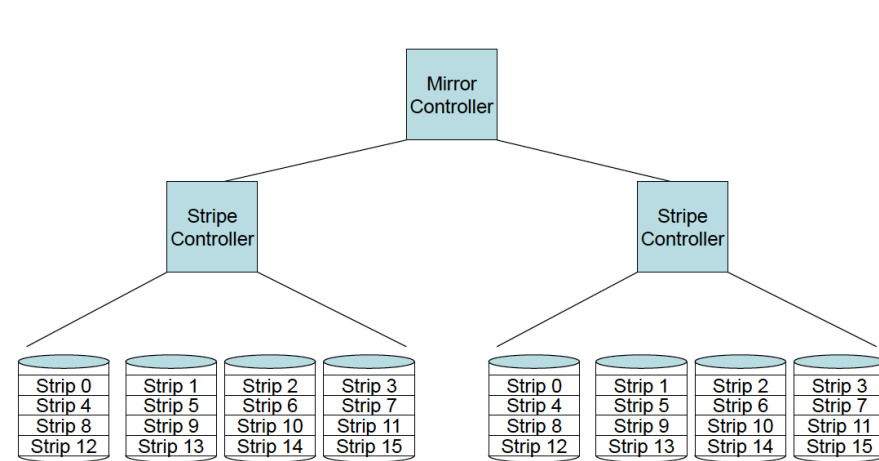 Mirror
Controller
Stripe
Controller
Stripe
Controller
Strip 0 Strip 1 Strip 2 Strip 3 Strip 0 Strip 1 Strip 2 Strip 3
Strip 4 Strip 5 Strip 6 Strip 7 Strip 4 Strip 5 Strip 6 Strip 7
Strip 8 Strip 9 Strip 10 Strip 11 Strip 8 Strip 9 Strip 10 Strip 11
Strip 12 Strip 13 Strip 14 Strip 15 Strip 12 Strip 13 Strip 14 Strip 15